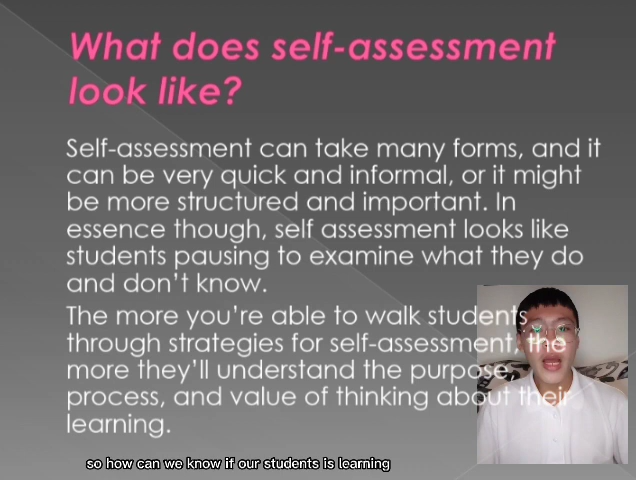 What does self-assessment
look like?
Self-assessment can take many forms, and it
can be very quick and informal, or it might
be more structured and important. In
essence though, self assessment looks like
students pausing to examine what they do
and don't know.
The more you're able to walk students
through strategies for self-assessment, the
more they'll understand the purpose,
process, and value of thinking about their
learning.
so how can we know if our students is learning